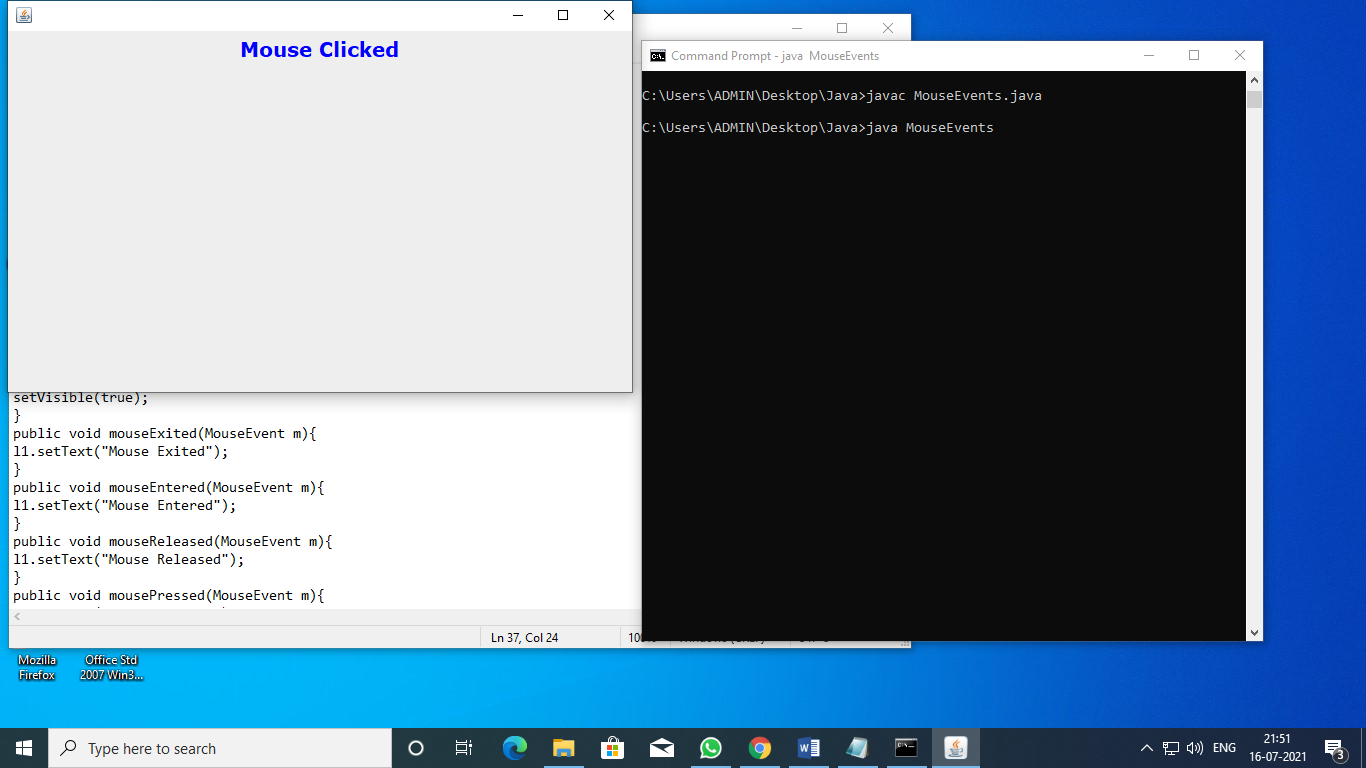 Mouse Clicked
Command Prompt - java  MouseEvents
C:\Users\ADMIN\Desktop\Java>javac MouseEvents.java
C:\Users\ADMIN\Desktop\Java>java MouseEvents
setVisible(true);
}
public void mouseExited(MouseEvent m){
l1.setText("Mouse Exited");
}
public void mouseEntered(MouseEvent m){
l1.setText("Mouse Entered");
}
public void mouseReleased(MouseEvent m){
l1.setText("Mouse Released");
}
public void mousePressed(MouseEvent m){
Ln 37, Col 24
Mozilla
Firefox
Office Std
2007 Win3...
Type here to search
ENG
21:51
16-07-2021
3